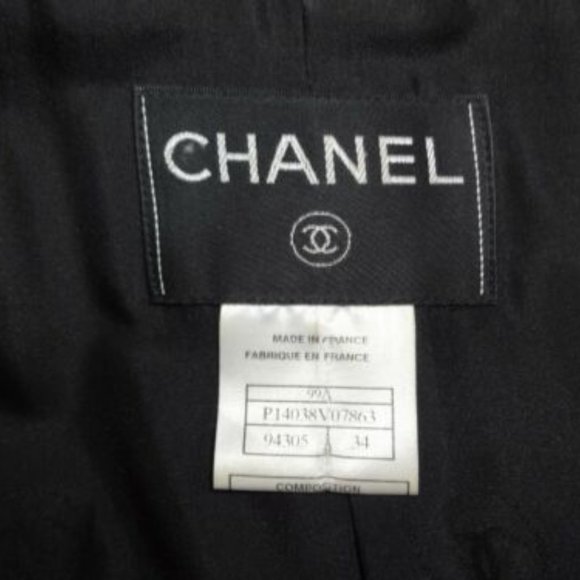 CHANEL
MADE IN FRANCE
FABRIQUE EN FRANCE
99A
P14038V07863
94305 34
COMPOSITION